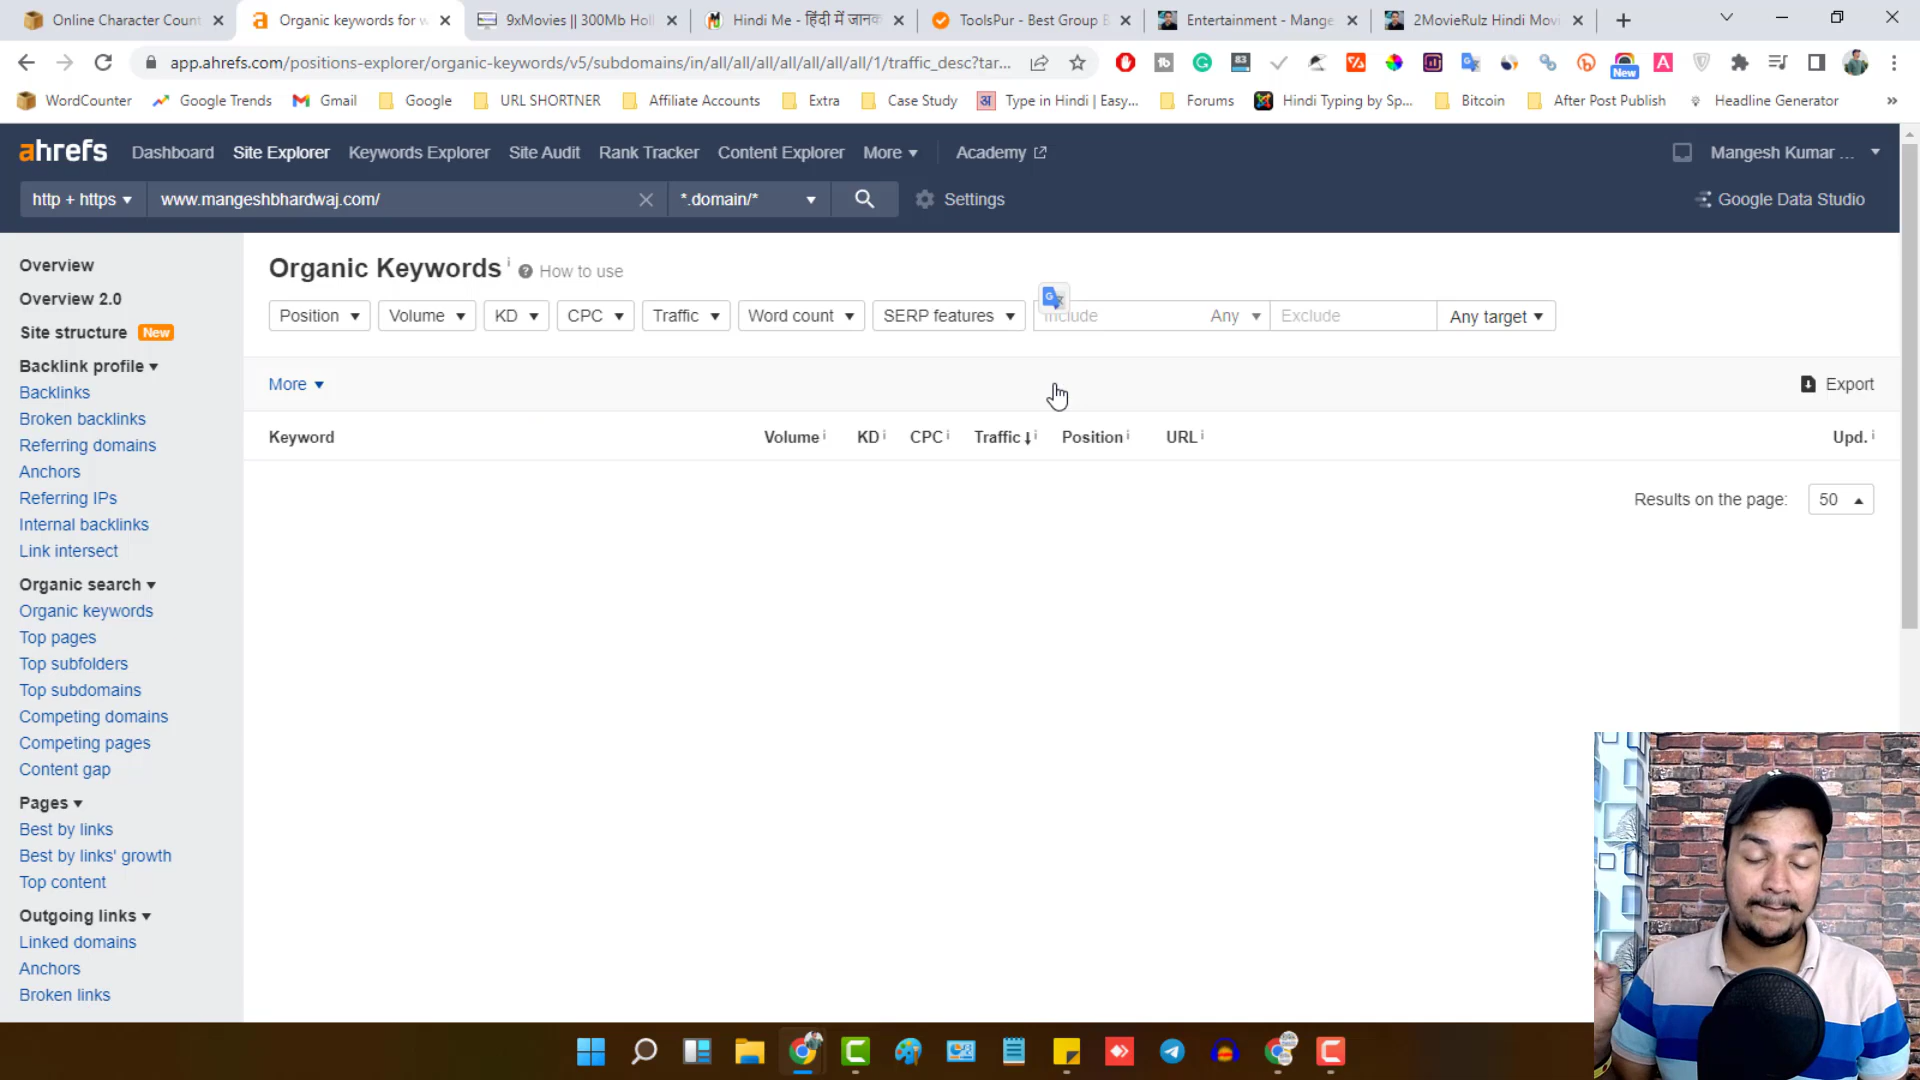 Online Character Count
Organic keywords for w
9xMovies || 300Mb Holl
Hindi Me - हिंदी में जानक
ToolsPur - Best Group B
Entertainment - Mange
2MovieRulz Hindi Movi
app.ahrefs.com/positions-explorer/organic-keywords/v5/subdomains/in/all/all/all/all/all/all/all/1/traffic_desc?tar...
83
New
WordCounter
Google Trends
Gmail
Google
URL SHORTNER
Affiliate Accounts
Extra
Case Study
Type in Hindi | Easy...
Forums
Hindi Typing by Sp...
Bitcoin
After Post Publish
Headline Generator
»
ahrefs
Dashboard
Site Explorer
Keywords Explorer
Site Audit
Rank Tracker
Content Explorer
More
Academy
Mangesh Kumar ...
http + https
www.mangeshbhardwaj.com/
*.domain/*
Settings
Google Data Studio
Overview
Overview 2.0
Site structure New
Backlink profile
Backlinks
Broken backlinks
Referring domains
Anchors
Referring IPs
Internal backlinks
Link intersect
Organic search
Organic keywords
Top pages
Top subfolders
Top subdomains
Competing domains
Competing pages
Content gap
Pages
Best by links
Best by links' growth
Top content
Outgoing links
Linked domains
Anchors
Broken links
Organic Keywords i ? How to use
Position
Volume
KD
CPC
Traffic
Word count
SERP features
Include
Any
Exclude
Any target
More
Export
Keyword
Volume i
KD i
CPC i
Traffic i
Position i
URL i
Upd. i
Results on the page: 50